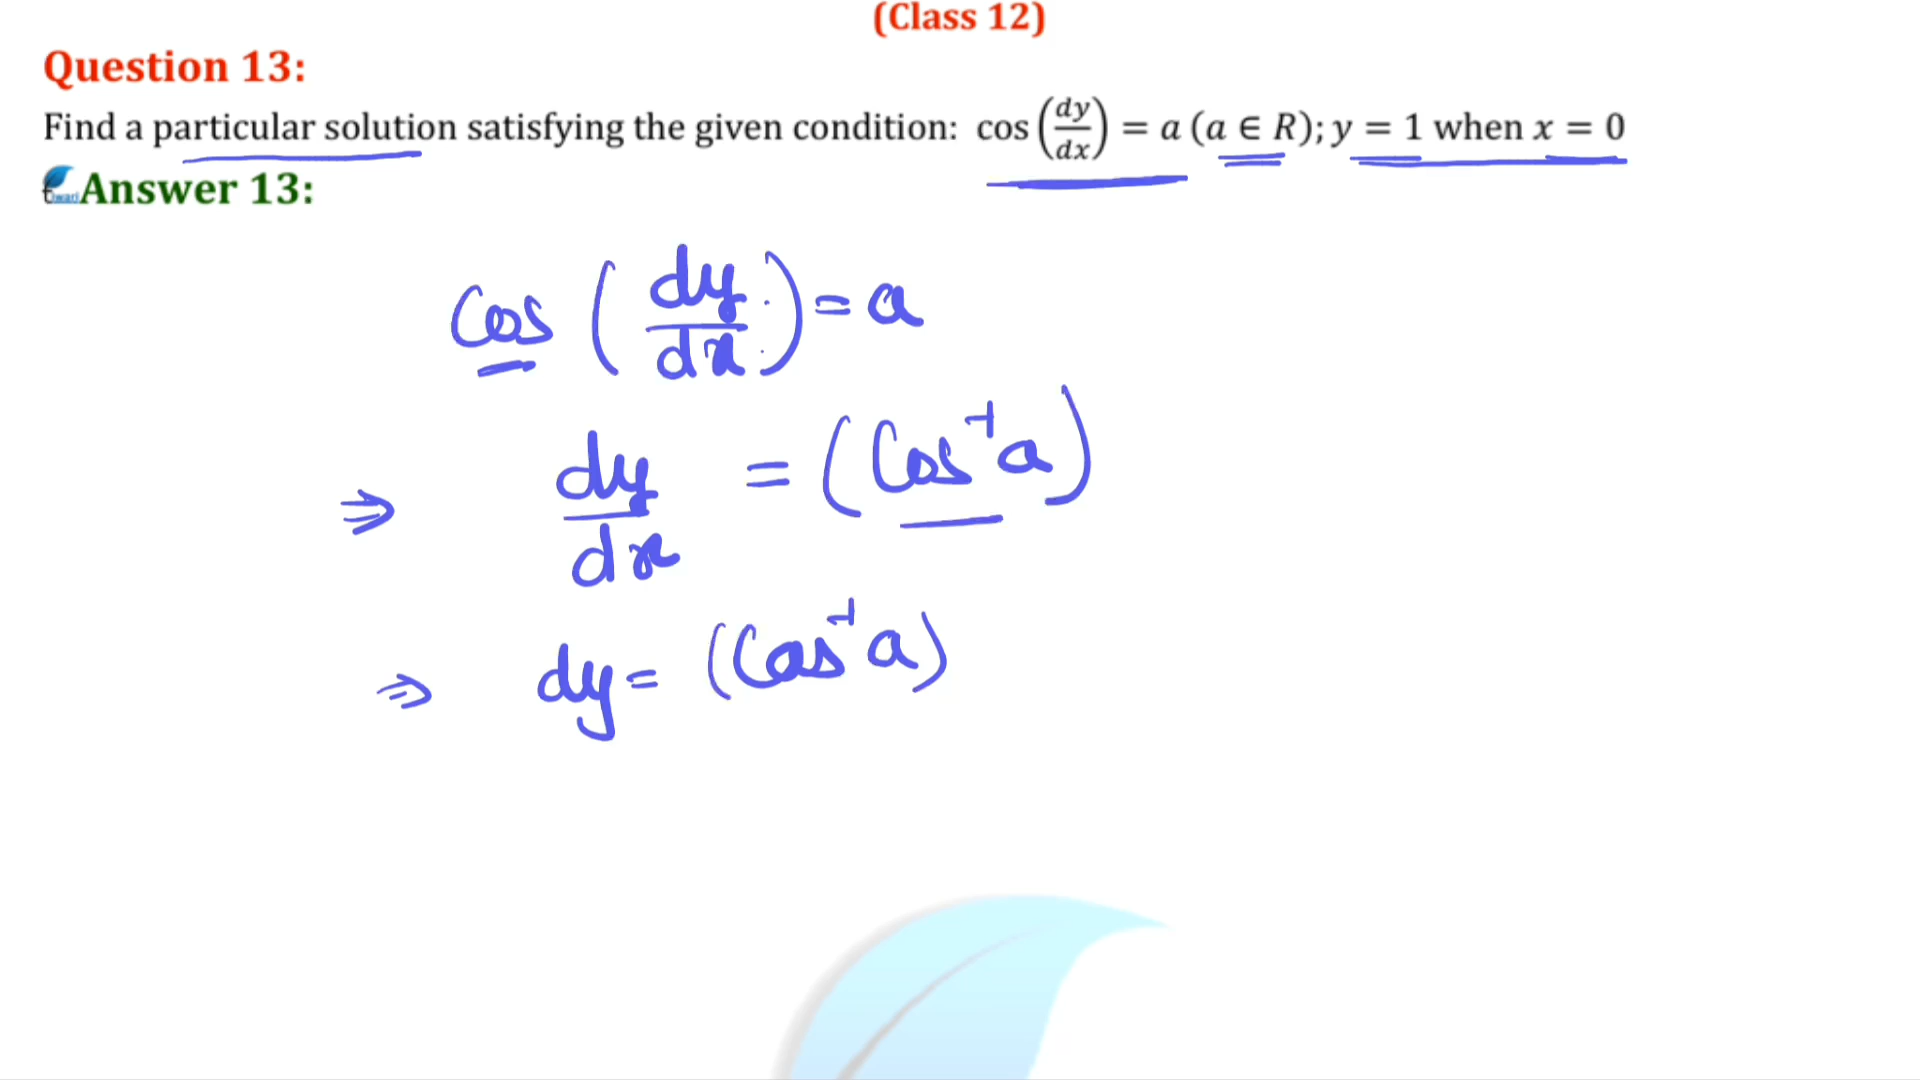 (Class 12)
Question 13:
Find a particular solution satisfying the given condition: cos(dy/dx) = a (a ∈ R); y = 1 when x = 0
Answer 13:
Cos (dy/dx) = a
⇒ dy/dx = (Cos⁻¹a)
⇒ dy = (Cos⁻¹a)